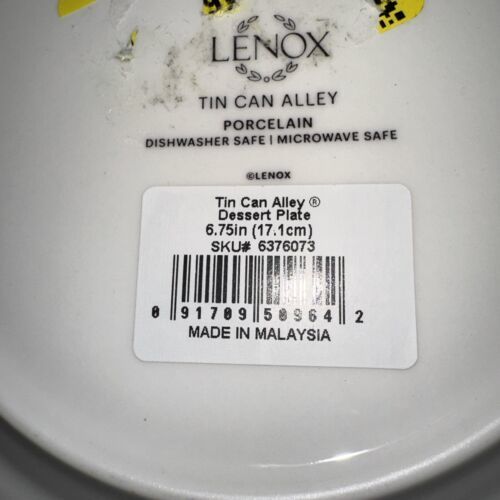 LENOX
TIN CAN ALLEY
PORCELAIN
DISHWASHER SAFE | MICROWAVE SAFE
©LENOX
Tin Can Alley ®
Dessert Plate
6.75in (17.1cm)
SKU# 6376073
0 91709 50964 2
MADE IN MALAYSIA